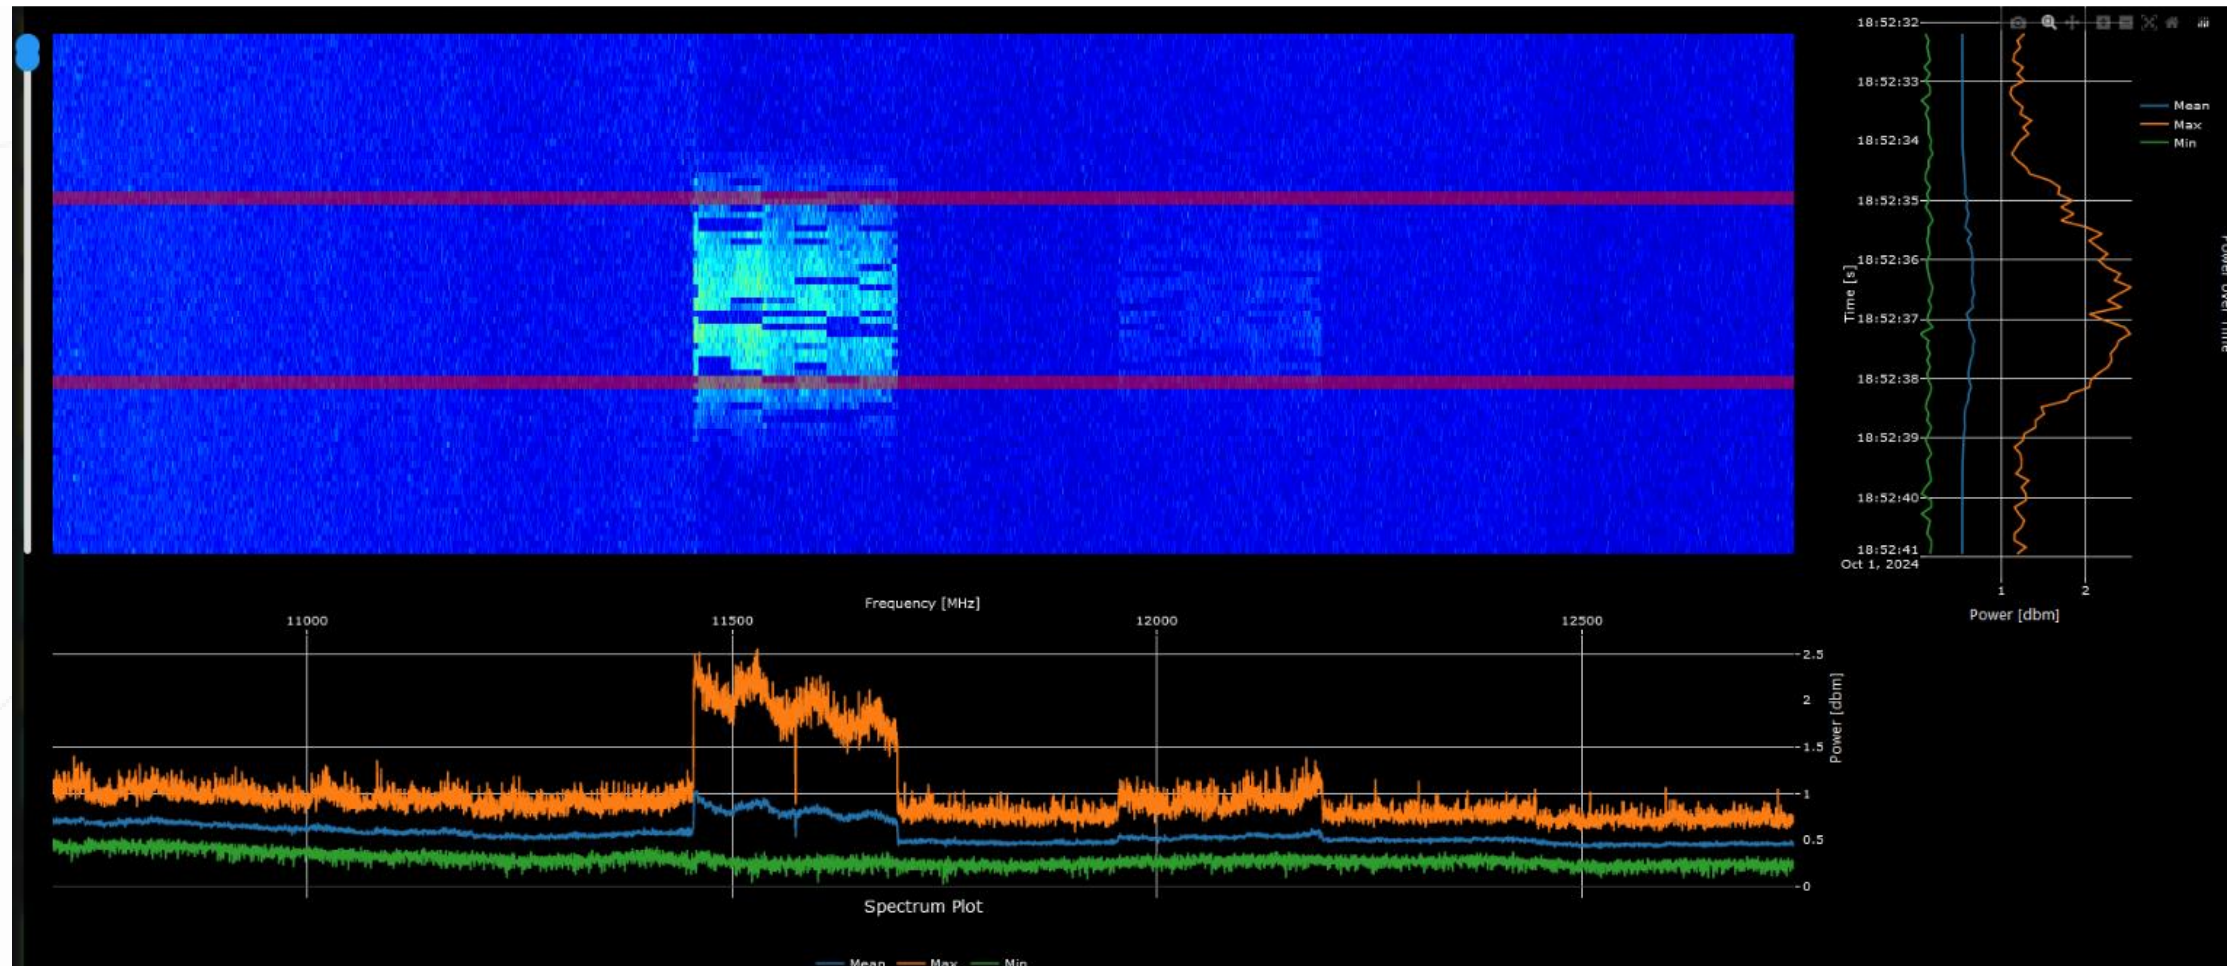 18:52:32
18:52:33
18:52:34
18:52:35
18:52:36
18:52:37
18:52:38
18:52:39
18:52:40
18:52:41
Oct 1, 2024
Time [s]
Mean
Max
Min
1 2
Power [dbm]
Power over Time
Frequency [MHz]
11000 11500 12000 12500
2.5
2
1.5
1
0.5
0
Power [dbm]
Spectrum Plot
Mean Max Min